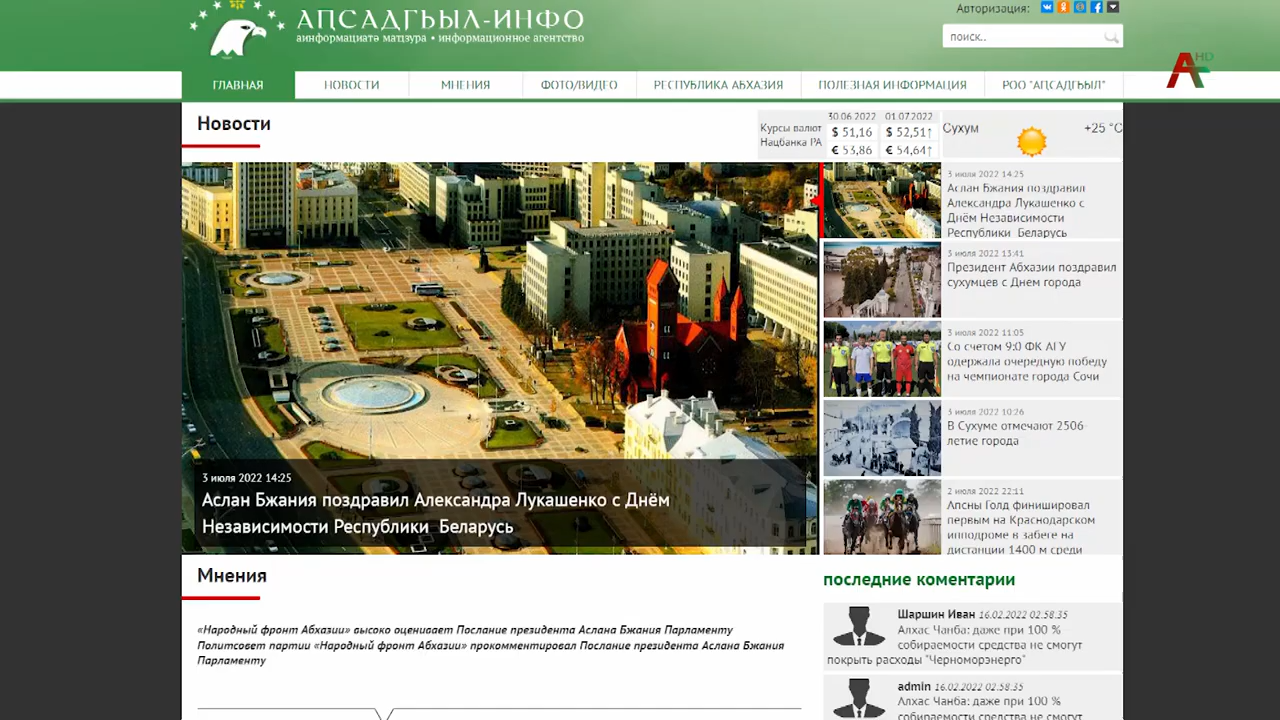 АПСАДГЬЫЛ-ИНФО
аинформациатә маҵзура • информационное агентство
Авторизация:
поиск..
HD
ГЛАВНАЯ
НОВОСТИ
МНЕНИЯ
ФОТО/ВИДЕО
РЕСПУБЛИКА АБХАЗИЯ
ПОЛЕЗНАЯ ИНФОРМАЦИЯ
РОО "АПСАДГЬЫЛ"
Новости
Курсы валют
Нацбанка РА
30.06.2022 01.07.2022
$ 51,16 $ 52,51↑
€ 53,86 € 54,64↑
Сухум
+25 °C
3 июля 2022 14:25
Аслан Бжания поздравил Александра Лукашенко с Днём
Независимости Республики Беларусь
3 июля 2022 14:25
Аслан Бжания поздравил
Александра Лукашенко с
Днём Независимости
Республики Беларусь
3 июля 2022 13:41
Президент Абхазии поздравил
сухумцев с Днем города
3 июля 2022 11:05
Со счетом 9:0 ФК АГУ
одержала очередную победу
на чемпионате города Сочи
3 июля 2022 10:26
В Сухуме отмечают 2506
летие города
2 июля 2022 22:11
Апсны Голд финишировал
первым на Краснодарском
ипподроме в забеге на
дистанции 1400 м среди
Мнения
«Народный фронт Абхазии» высоко оценивает Послание президента Аслана Бжания Парламенту
Политсовет партии «Народный фронт Абхазии» прокомментировал Послание президента Аслана Бжания
Парламенту
последние коментарии
Шаршин Иван 16.02.2022 02:58:35
Алхас Чанба: даже при 100 %
собираемости средства не смогут
покрыть расходы "Черноморэнерго"
admin 16.02.2022 02:58:35
Алхас Чанба: даже при 100 %
собираемости средства не смогут